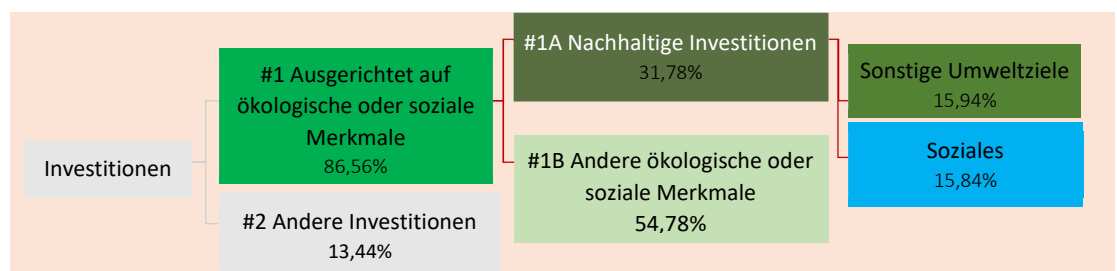 Investitionen
#1 Ausgerichtet auf
ökologische oder soziale
Merkmale
86,56%
#2 Andere Investitionen
13,44%
#1A Nachhaltige Investitionen
31,78%
#1B Andere ökologische oder
soziale Merkmale
54,78%
Sonstige Umweltziele
15,94%
Soziales
15,84%